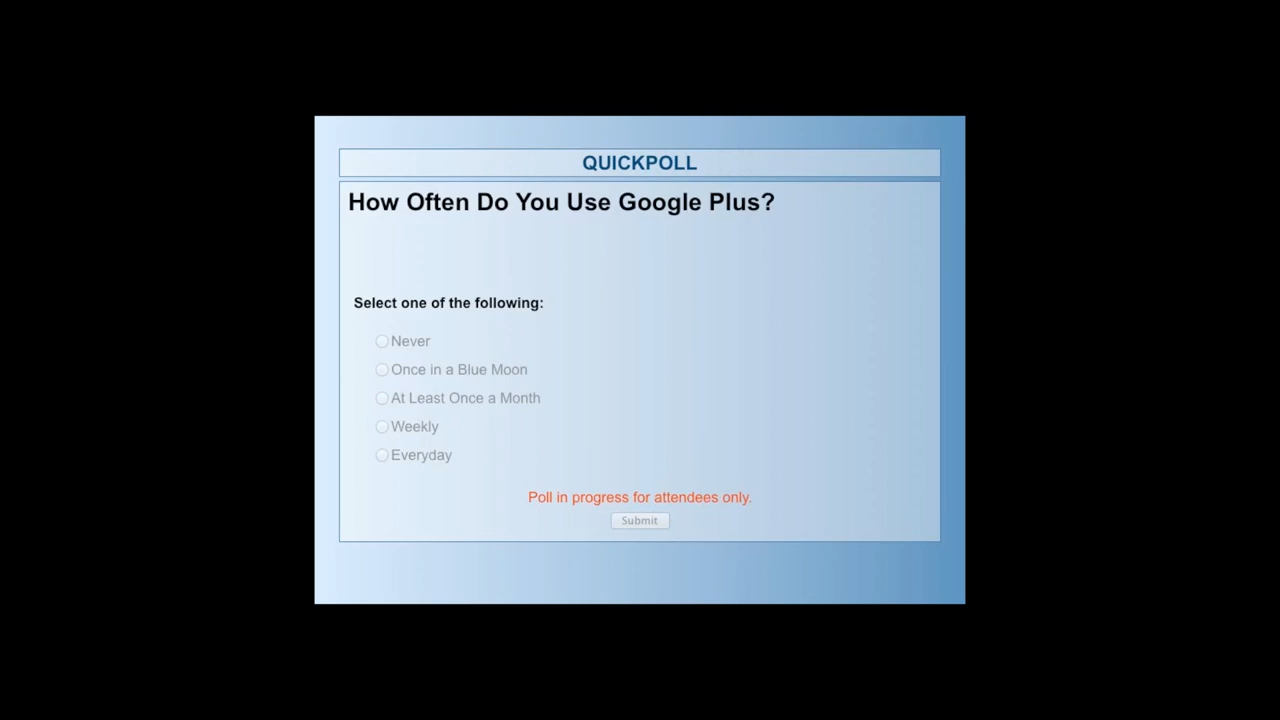 QUICKPOLL
How Often Do You Use Google Plus?
Select one of the following:
Never
Once in a Blue Moon
At Least Once a Month
Weekly
Everyday
Poll in progress for attendees only.
Submit